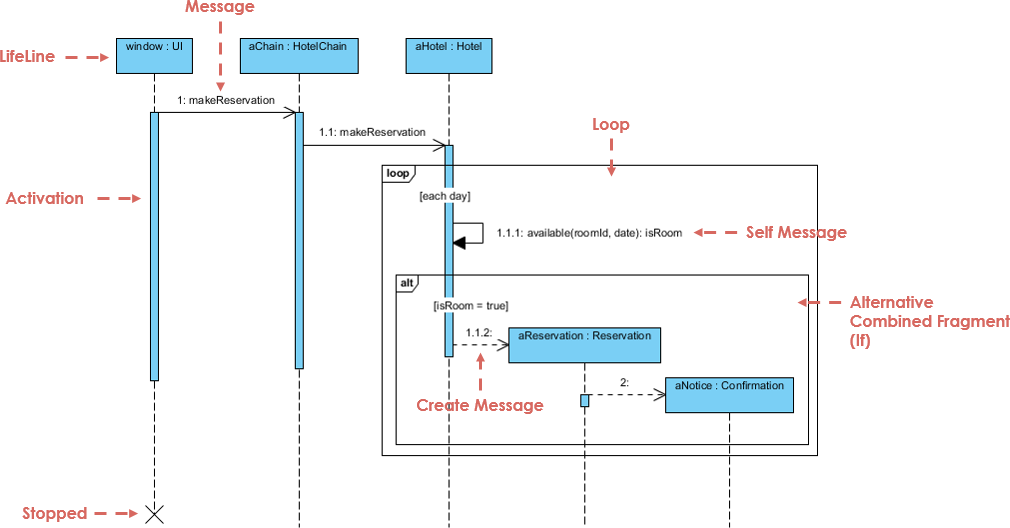 Message
LifeLine
window : UI
aChain : HotelChain
aHotel : Hotel
1: makeReservation
1.1: makeReservation
Loop
loop
Activation
[each day]
1.1.1: available(roomId, date): isRoom
Self Message
alt
[isRoom = true]
Alternative
Combined Fragment
(If)
1.1.2:
aReservation : Reservation
2:
aNotice : Confirmation
Create Message
Stopped